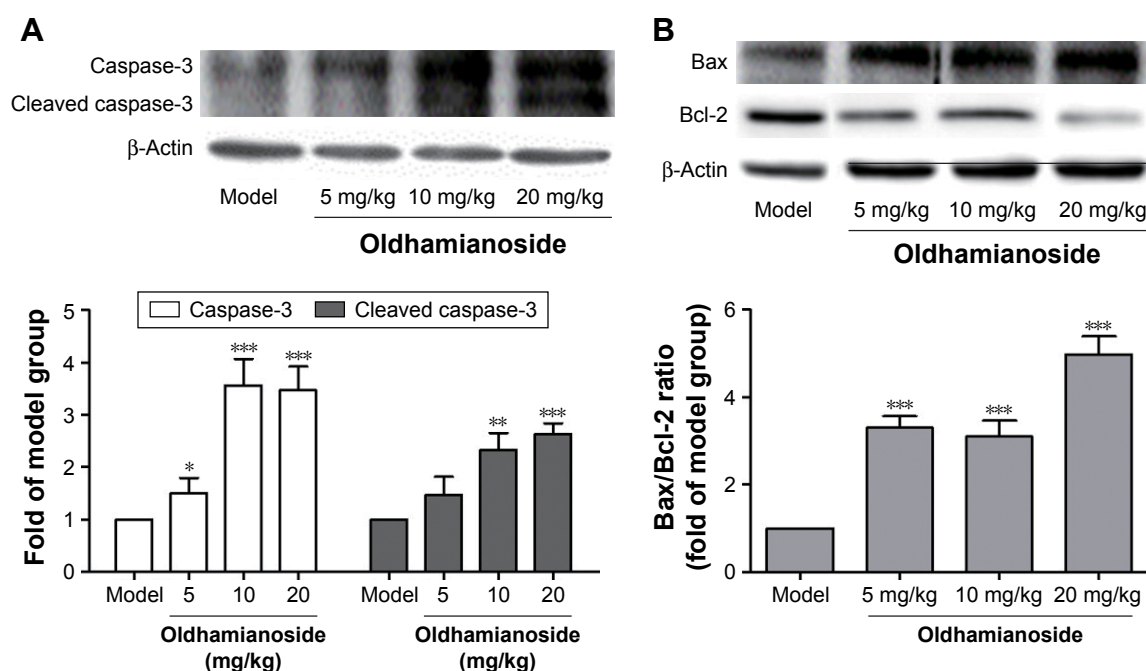 A
Caspase-3
Cleaved caspase-3
β-Actin
Model 5 mg/kg 10 mg/kg 20 mg/kg
Oldhamianoside
B
Bax
Bcl-2
β-Actin
Model 5 mg/kg 10 mg/kg 20 mg/kg
Oldhamianoside
Caspase-3 Cleaved caspase-3
Fold of model group
5
4
3
2
1
0
*
***
***
**
***
Model 5 10 20 Model 5 10 20
Oldhamianoside Oldhamianoside
(mg/kg) (mg/kg)
Bax/Bcl-2 ratio
(fold of model group)
6
4
2
0
***
***
***
Model 5 mg/kg 10 mg/kg 20 mg/kg
Oldhamianoside